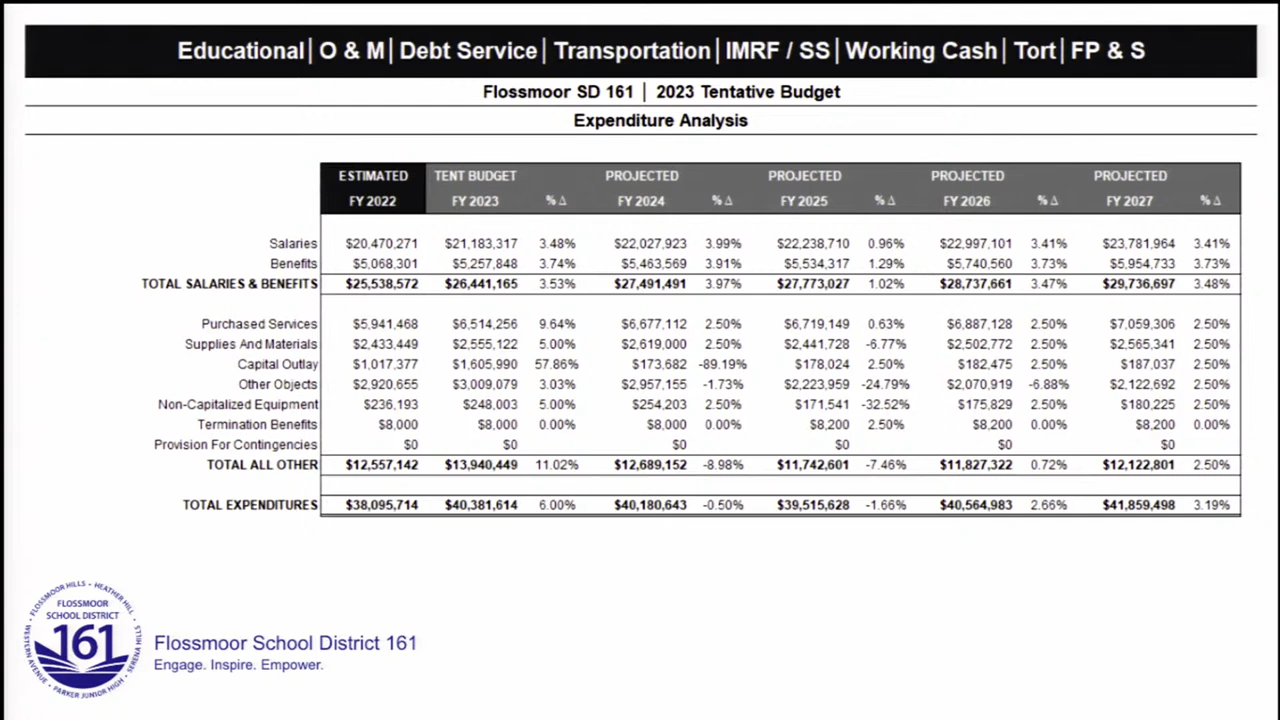 Educational│O & M│Debt Service│Transportation│IMRF / SS│Working Cash│Tort│FP & S
Flossmoor SD 161 │ 2023 Tentative Budget
Expenditure Analysis
ESTIMATED TENT BUDGET PROJECTED PROJECTED PROJECTED PROJECTED
FY 2022 FY 2023 % Δ FY 2024 % Δ FY 2025 % Δ FY 2026 % Δ FY 2027 % Δ
Salaries $20,470,271 $21,183,317 3.48% $22,027,923 3.99% $22,238,710 0.96% $22,997,101 3.41% $23,781,964 3.41%
Benefits $5,068,301 $5,257,848 3.74% $5,463,569 3.91% $5,534,317 1.29% $5,740,560 3.73% $5,954,733 3.73%
TOTAL SALARIES & BENEFITS $25,538,572 $26,441,165 3.53% $27,491,491 3.97% $27,773,027 1.02% $28,737,661 3.47% $29,736,697 3.48%
Purchased Services $5,941,468 $6,514,256 9.64% $6,677,112 2.50% $6,719,149 0.63% $6,887,128 2.50% $7,059,306 2.50%
Supplies And Materials $2,433,449 $2,555,122 5.00% $2,619,000 2.50% $2,441,728 -6.77% $2,502,772 2.50% $2,565,341 2.50%
Capital Outlay $1,017,377 $1,605,990 57.86% $173,682 -89.19% $178,024 2.50% $182,475 2.50% $187,037 2.50%
Other Objects $2,920,655 $3,009,079 3.03% $2,957,155 -1.73% $2,223,959 -24.79% $2,070,919 -6.88% $2,122,692 2.50%
Non-Capitalized Equipment $236,193 $248,003 5.00% $254,203 2.50% $171,541 -32.52% $175,829 2.50% $180,225 2.50%
Termination Benefits $8,000 $8,000 0.00% $8,000 0.00% $8,200 2.50% $8,200 0.00% $8,200 0.00%
Provision For Contingencies $0 $0 $0 $0 $0 $0
TOTAL ALL OTHER $12,557,142 $13,940,449 11.02% $12,689,152 -8.98% $11,742,601 -7.46% $11,827,322 0.72% $12,122,801 2.50%
TOTAL EXPENDITURES $38,095,714 $40,381,614 6.00% $40,180,643 -0.50% $39,515,628 -1.66% $40,564,983 2.66% $41,859,498 3.19%
FLOSSMOOR HILLS • HEATHER HILL • SERENA HILLS • PARKER JUNIOR HIGH • WESTERN AVENUE •
FLOSSMOOR
SCHOOL DISTRICT
161
Flossmoor School District 161
Engage. Inspire. Empower.